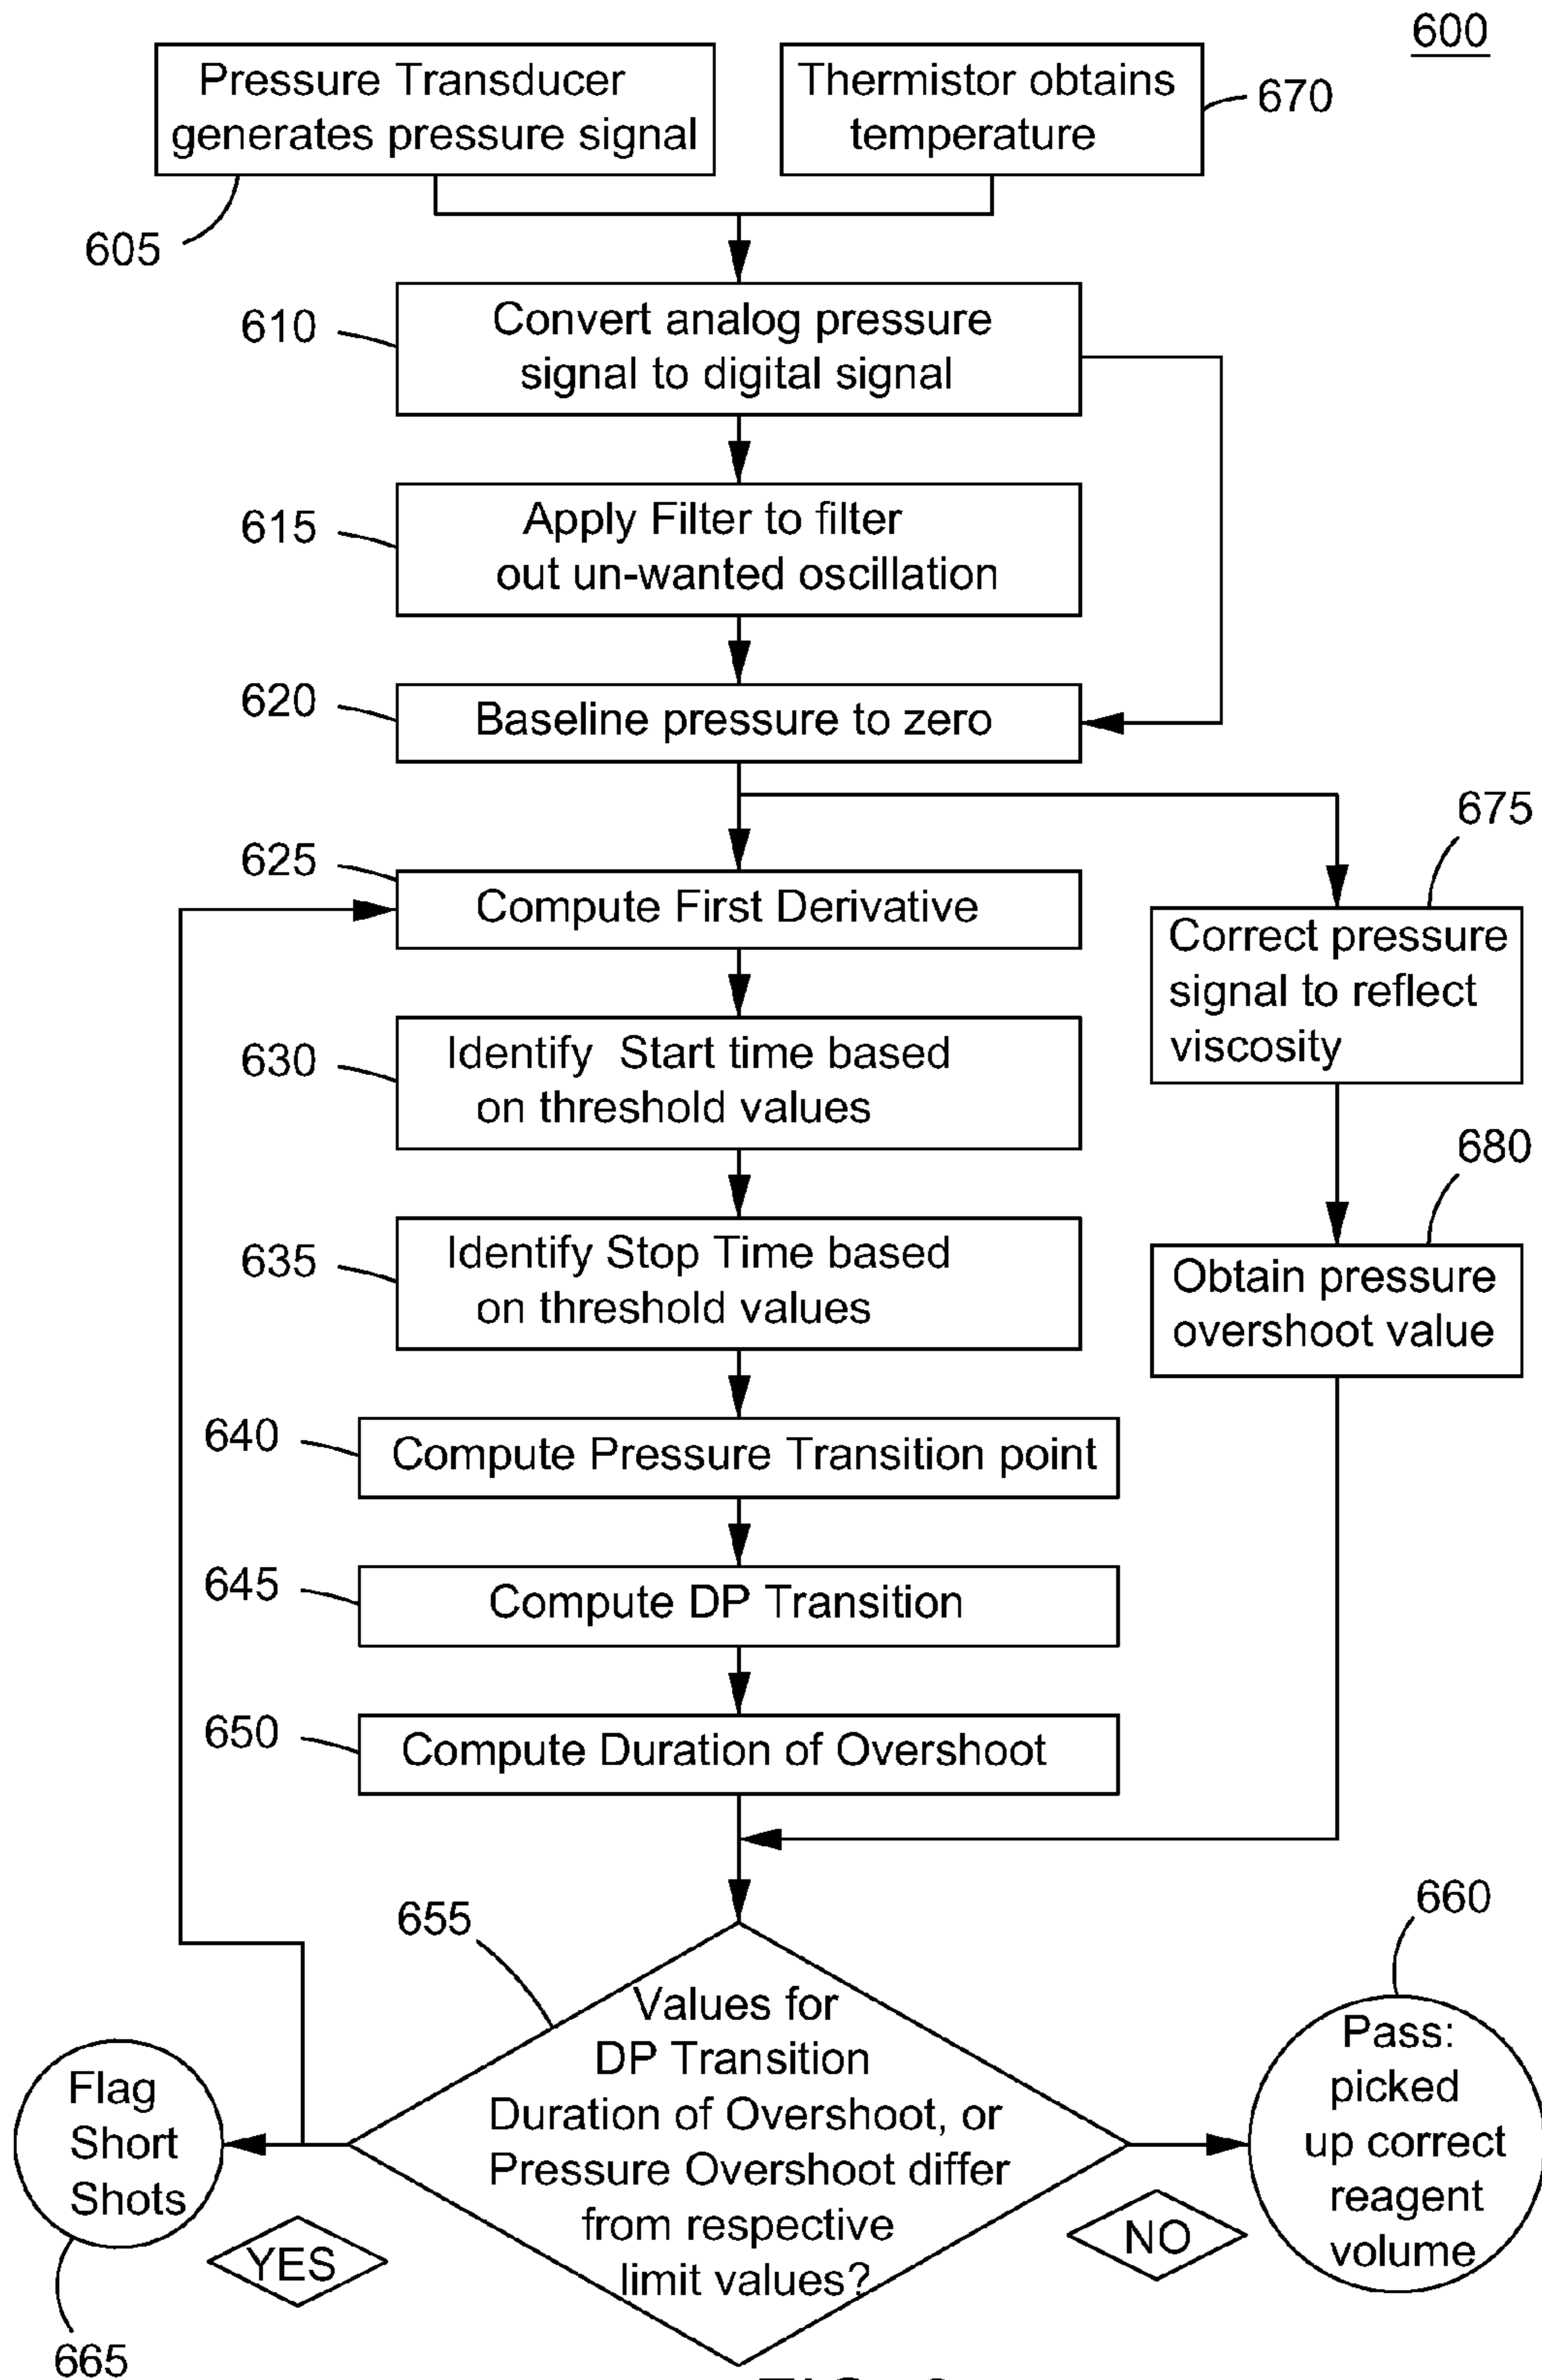 600
Pressure Transducer
generates pressure signal
605
Thermistor obtains
temperature
670
610
Convert analog pressure
signal to digital signal
615
Apply Filter to filter
out un-wanted oscillation
620
Baseline pressure to zero
625
Compute First Derivative
675
Correct pressure
signal to reflect
viscosity
630
Identify Start time based
on threshold values
680
Obtain pressure
overshoot value
635
Identify Stop Time based
on threshold values
640
Compute Pressure Transition point
645
Compute DP Transition
650
Compute Duration of Overshoot
655
Values for
DP Transition
Duration of Overshoot, or
Pressure Overshoot differ
from respective
limit values?
660
Pass:
picked
up correct
reagent
volume
NO
Flag
Short
Shots
YES
665